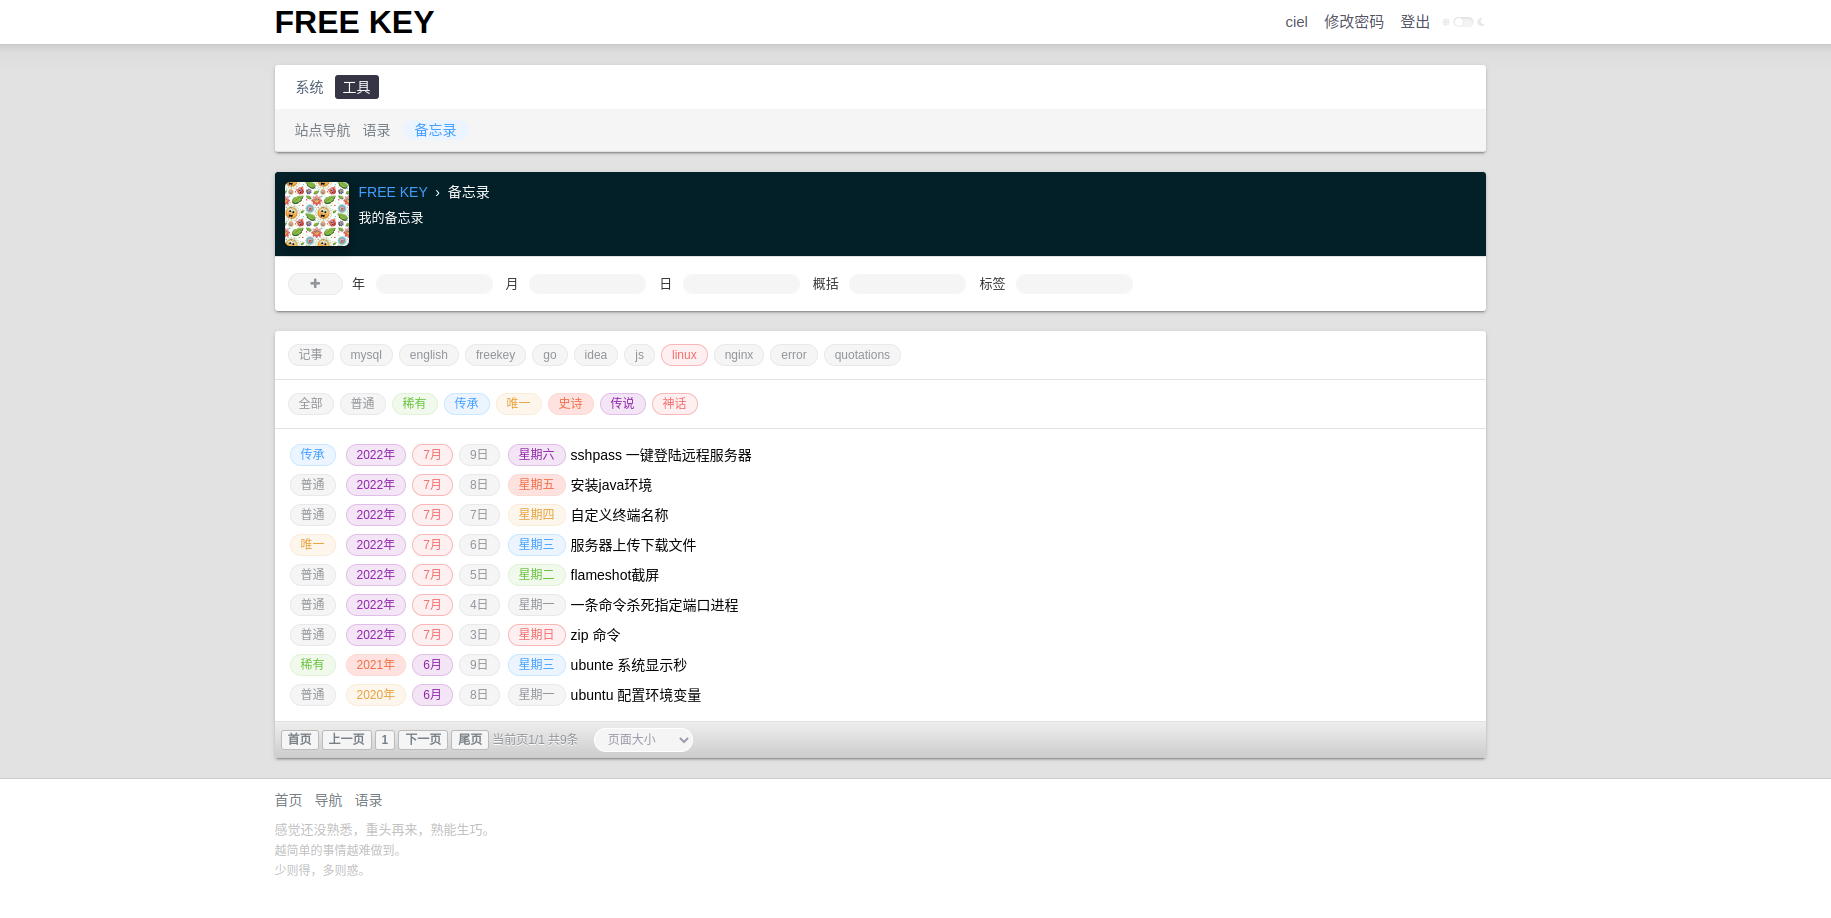 FREE KEY ciel 修改密码 登出
系统 工具
站点导航 语录 备忘录
FREE KEY › 备忘录
我的备忘录
+ 年 月 日 概括 标签
记事 mysql english freekey go idea js linux nginx error quotations
全部 普通 稀有 传承 唯一 史诗 传说 神话
传承 2022年 7月 9日 星期六 sshpass 一键登陆远程服务器
普通 2022年 7月 8日 星期五 安装java环境
普通 2022年 7月 7日 星期四 自定义终端名称
唯一 2022年 7月 6日 星期三 服务器上传下载文件
普通 2022年 7月 5日 星期二 flameshot截屏
普通 2022年 7月 4日 星期一 一条命令杀死指定端口进程
普通 2022年 7月 3日 星期日 zip 命令
稀有 2021年 6月 9日 星期三 ubunte 系统显示秒
普通 2020年 6月 8日 星期一 ubuntu 配置环境变量
首页 上一页 1 下一页 尾页 当前页1/1 共9条 页面大小
首页 导航 语录
感觉还没熟悉，重头再来，熟能生巧。
越简单的事情越难做到。
少则得，多则惑。